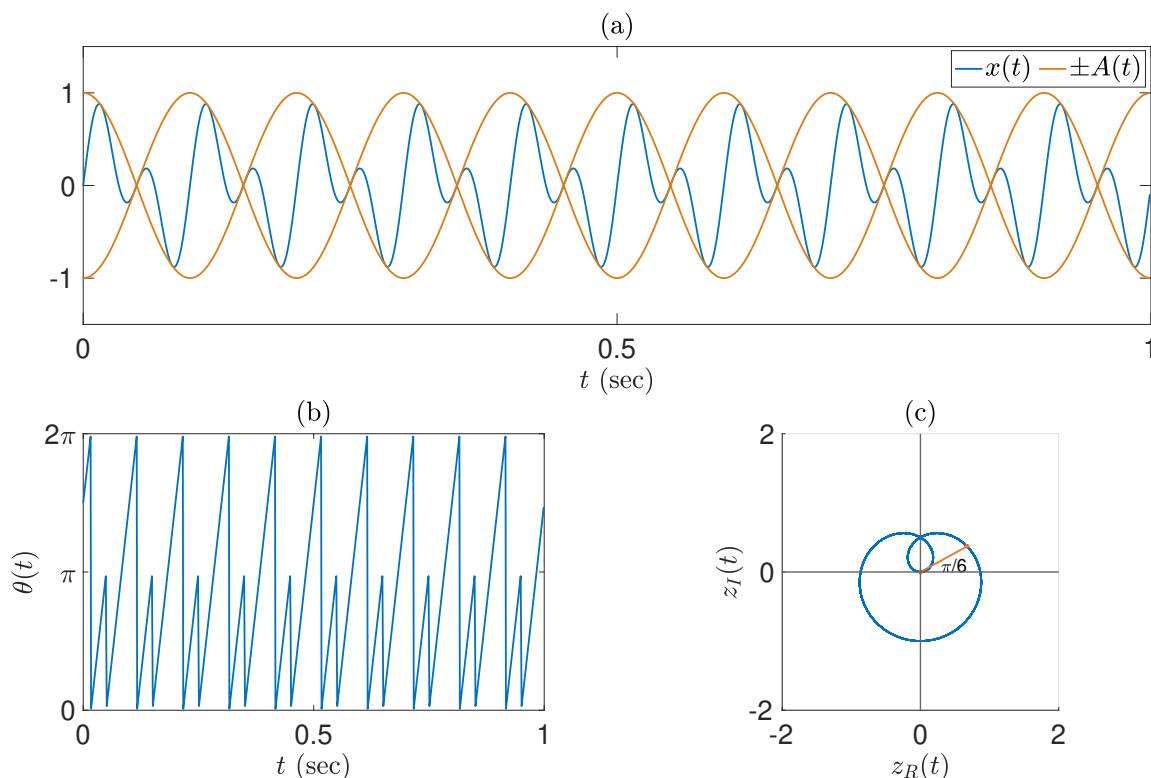 (a)
x(t) ±A(t)
1
0
-1
0 0.5 1
t (sec)
(b)
2π
π
0
θ(t)
0 0.5 1
t (sec)
(c)
2
0
-2
z_I(t)
π/6
-2 0 2
z_R(t)